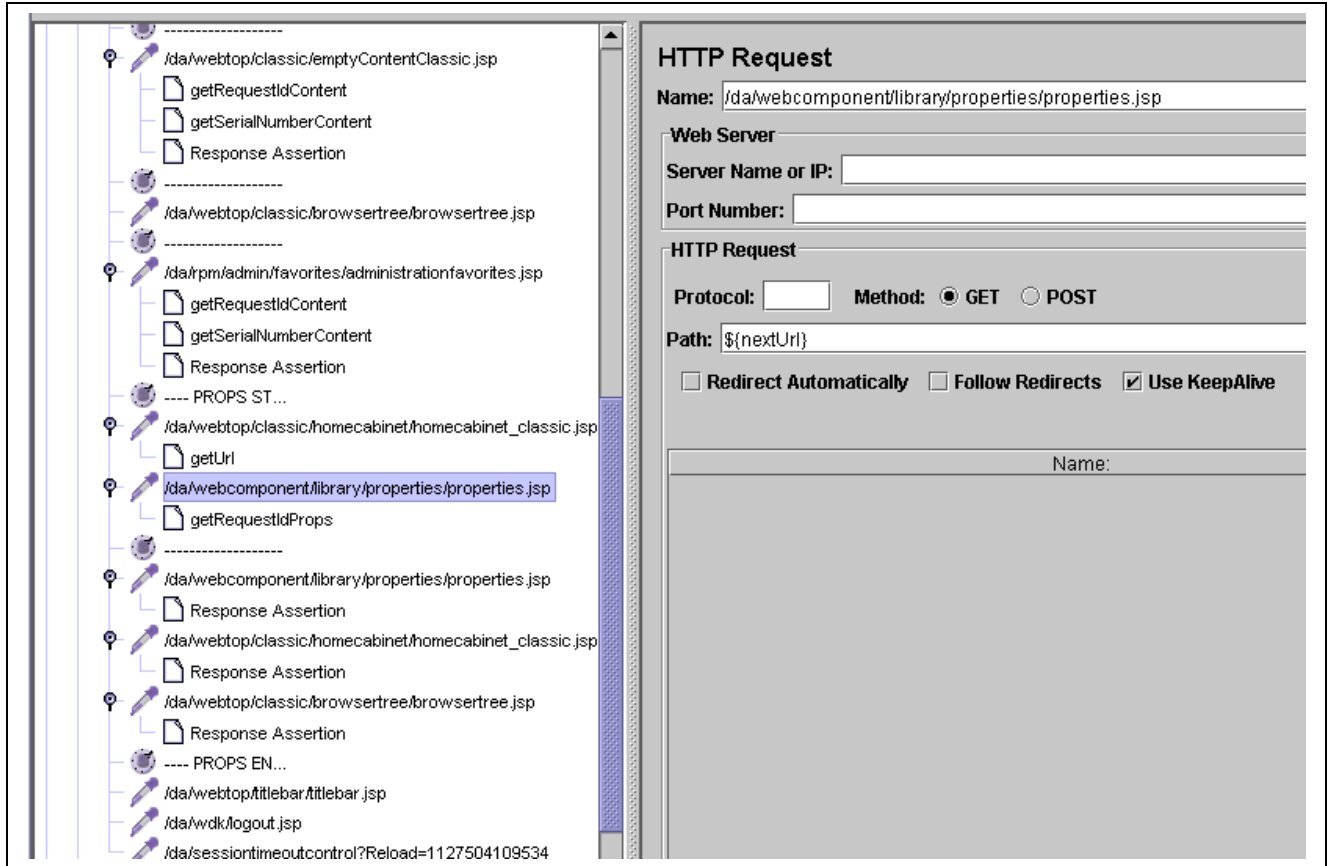 -------------------
/da/webtop/classic/emptyContentClassic.jsp
getRequestIdContent
getSerialNumberContent
Response Assertion
-------------------
/da/webtop/classic/browsertree/browsertree.jsp
-------------------
/da/rpm/admin/favorites/administrationfavorites.jsp
getRequestIdContent
getSerialNumberContent
Response Assertion
---- PROPS ST...
/da/webtop/classic/homecabinet/homecabinet_classic.jsp
getUrl
/da/webcomponent/library/properties/properties.jsp
getRequestIdProps
-------------------
/da/webcomponent/library/properties/properties.jsp
Response Assertion
/da/webtop/classic/homecabinet/homecabinet_classic.jsp
Response Assertion
/da/webtop/classic/browsertree/browsertree.jsp
Response Assertion
---- PROPS EN...
/da/webtop/titlebar/titlebar.jsp
/da/wdk/logout.jsp
/da/sessiontimeoutcontrol?Reload=1127504109534
HTTP Request
Name: /da/webcomponent/library/properties/properties.jsp
Web Server
Server Name or IP:
Port Number:
HTTP Request
Protocol: Method: GET POST
Path: ${nextUrl}
Redirect Automatically Follow Redirects Use KeepAlive
Name: